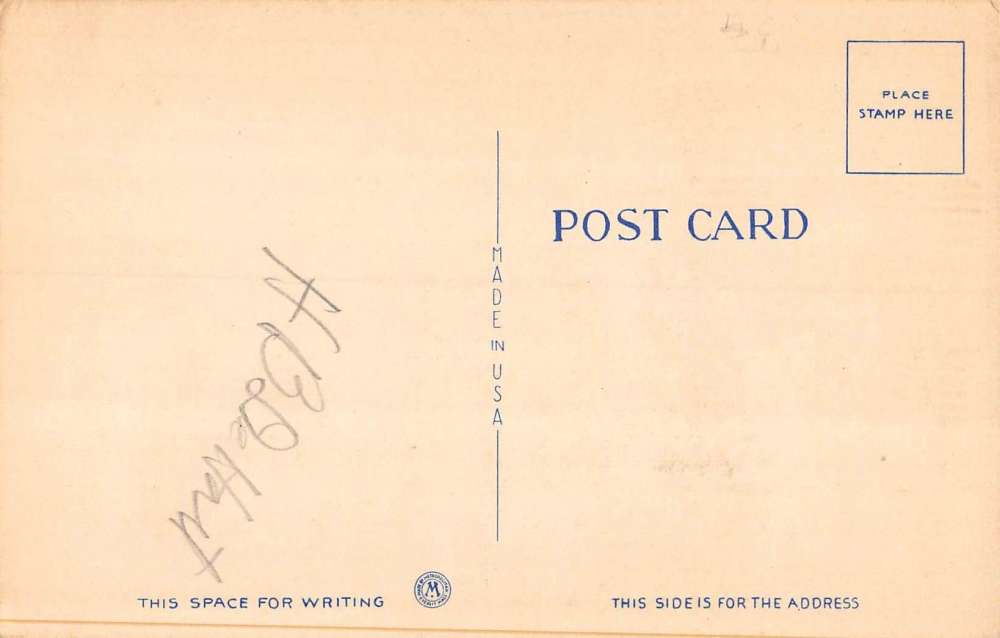 PLACE
STAMP HERE
POST CARD
MADE IN USA
THIS SPACE FOR WRITING
THIS SIDE IS FOR THE ADDRESS